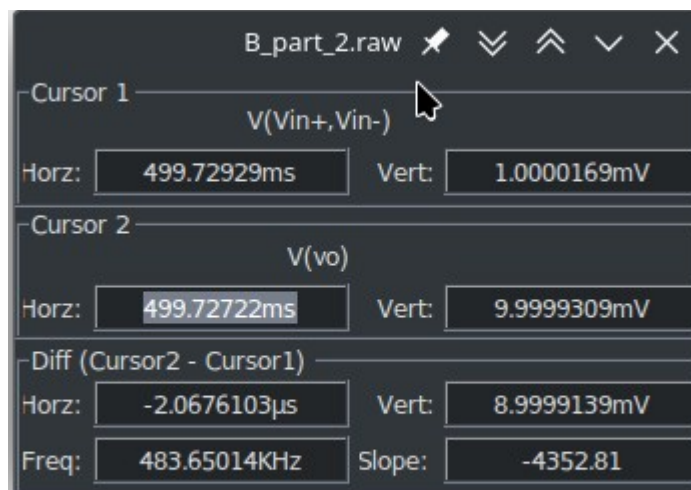 B_part_2.raw
Cursor 1
V(Vin+,Vin-)
Horz: 499.72929ms Vert: 1.0000169mV
Cursor 2
V(vo)
Horz: 499.72722ms Vert: 9.9999309mV
Diff (Cursor2 - Cursor1)
Horz: -2.0676103µs Vert: 8.9999139mV
Freq: 483.65014KHz Slope: -4352.81